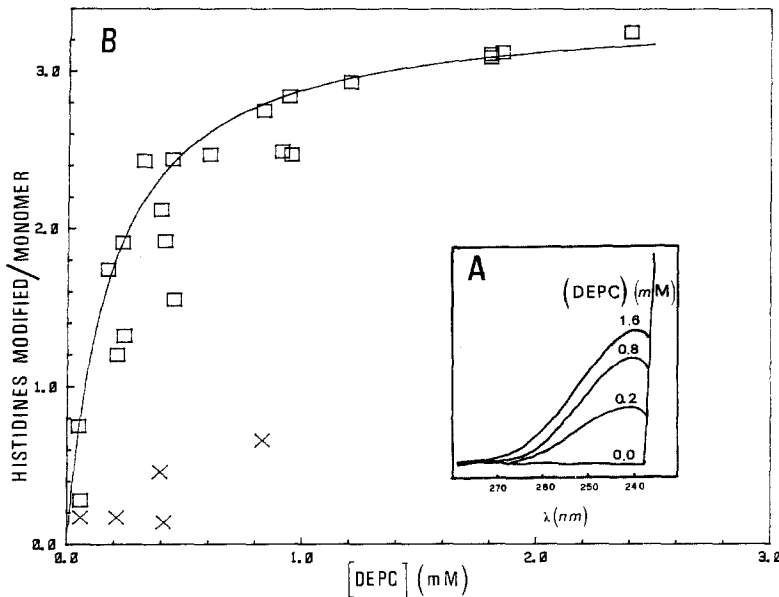 B
3.0
2.0
1.0
0.0
HISTIDINES MODIFIED/MONOMER
0.0 1.0 2.0 3.0
[DEPC] (mM)
A
(DEPC) (mM)
1.6
0.8
0.2
0.0
270 260 250 240
λ(nm)